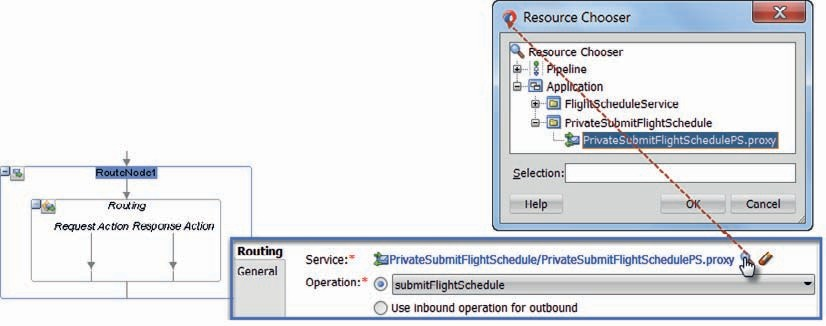 Resource Chooser
Resource Chooser
Pipeline
Application
FlightScheduleService
PrivateSubmitFlightSchedule
PrivateSubmitFlightSchedulePS.proxy
Selection:
Help OK Cancel
RouteNode1
Routing
Request Action Response Action
Routing
General
Service:* PrivateSubmitFlightSchedule/PrivateSubmitFlightSchedulePS.proxy
Operation:* submitFlightSchedule
Use inbound operation for outbound